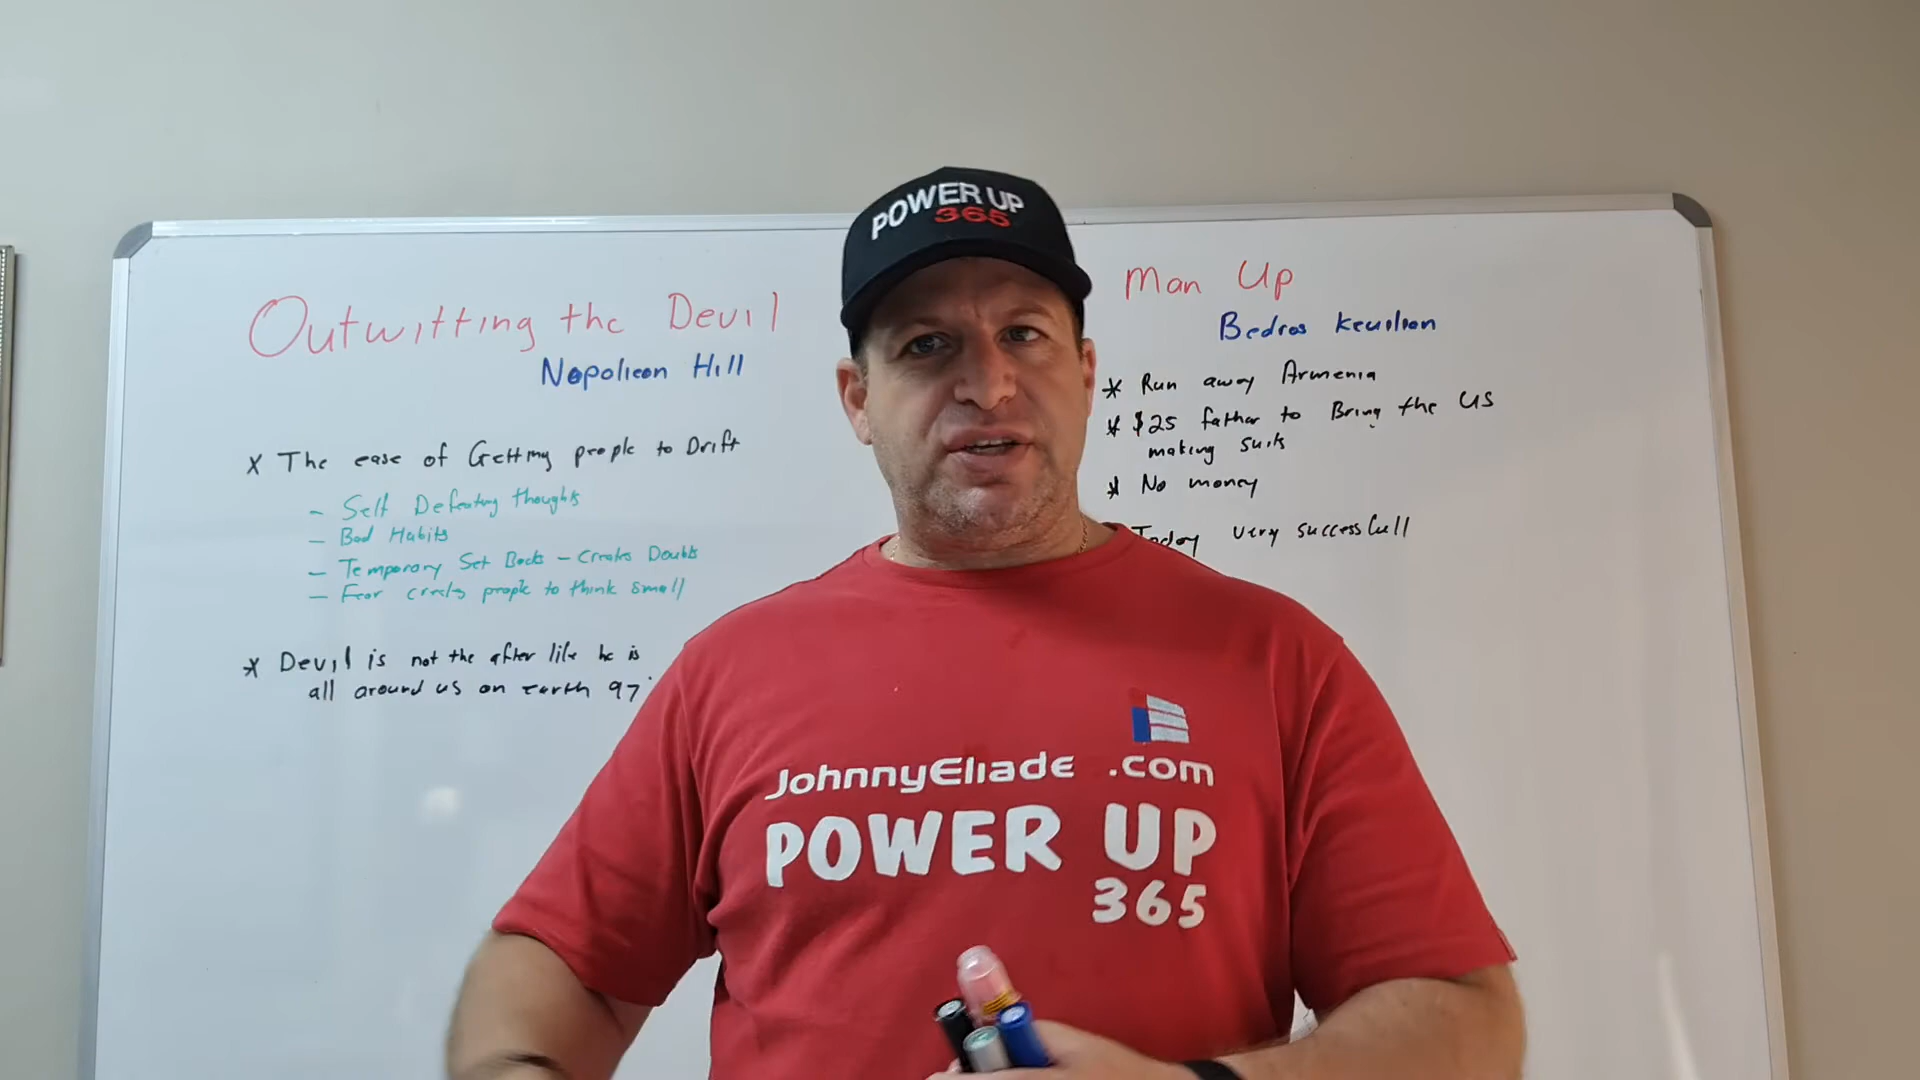 POWER UP
365
Outwitting the Devil
Napoleon Hill
X The ease of Getting people to Drift
- Self Defeating thoughts
- Bad Habits
- Temporary Set Backs - Creates Doubts
- Fear creates people to think small
* Devil is not the after life he is
all around us on earth 97
Man Up
Bedros Keuilian
* Run away Armenia
* $25 father to Bring the US
making suits
* No money
Today very successfull
JohnnyEliade .com
POWER UP
365